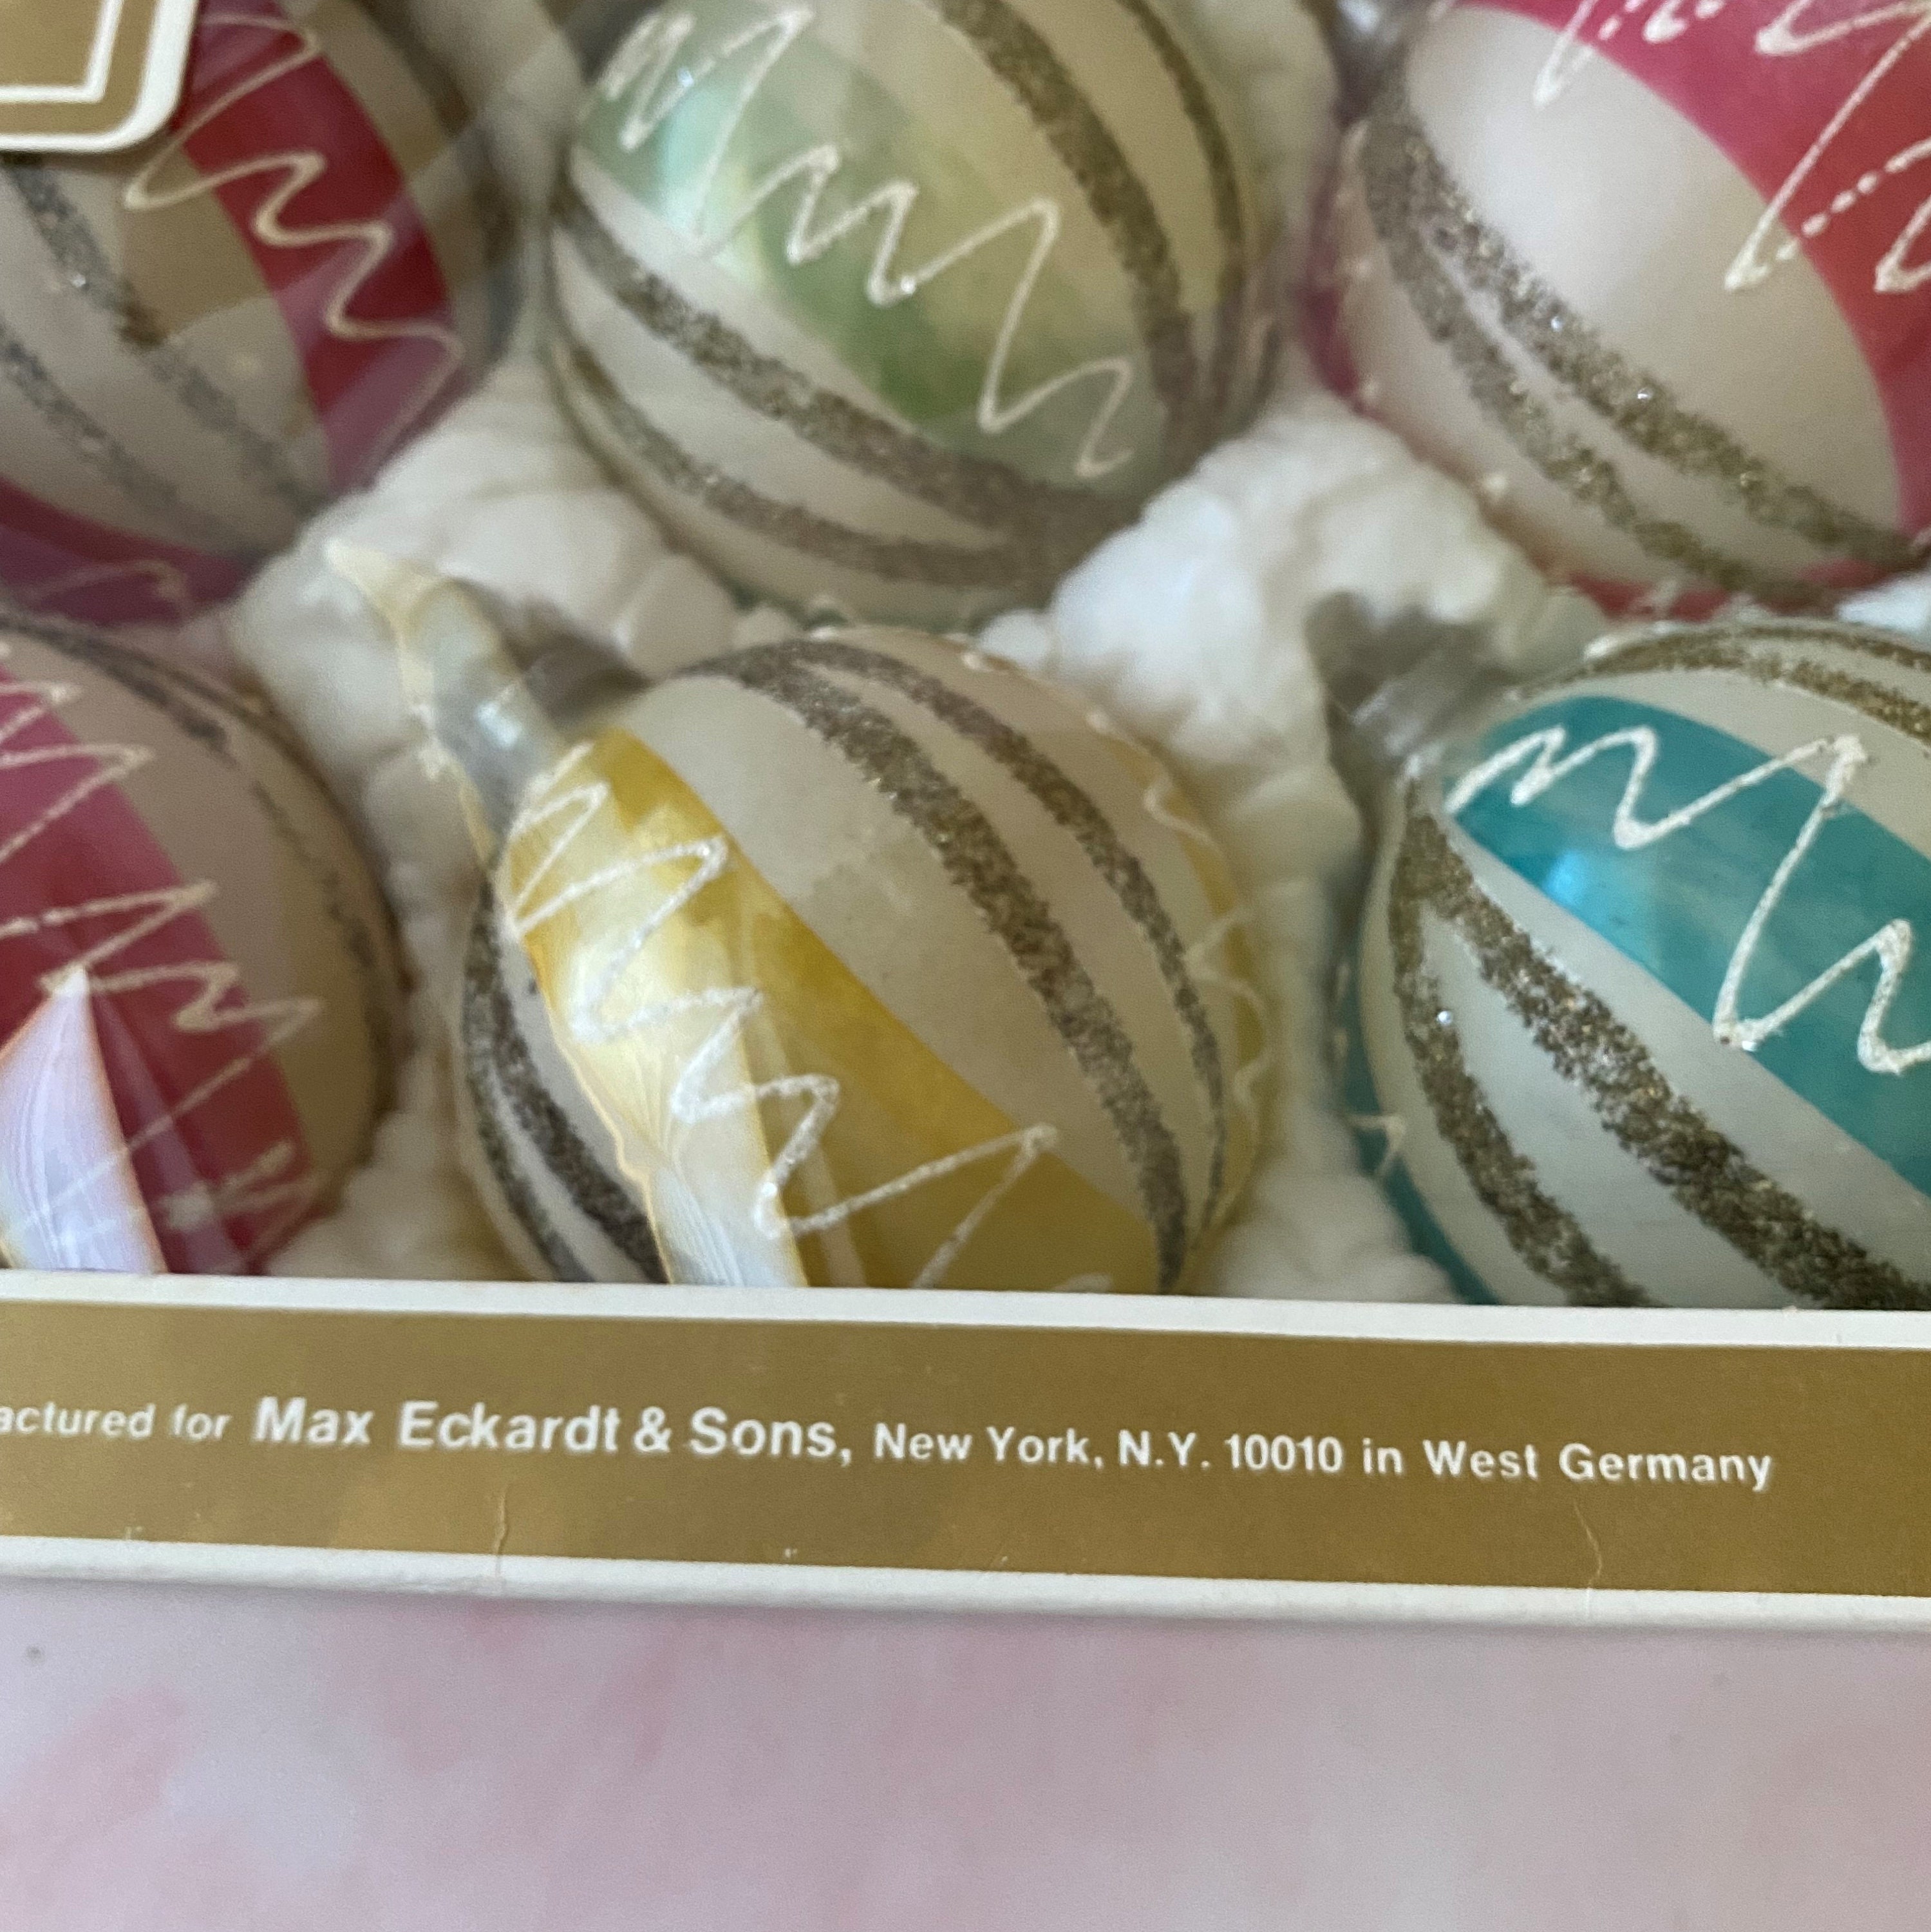 actured for Max Eckardt & Sons, New York, N.Y. 10010 in West Germany